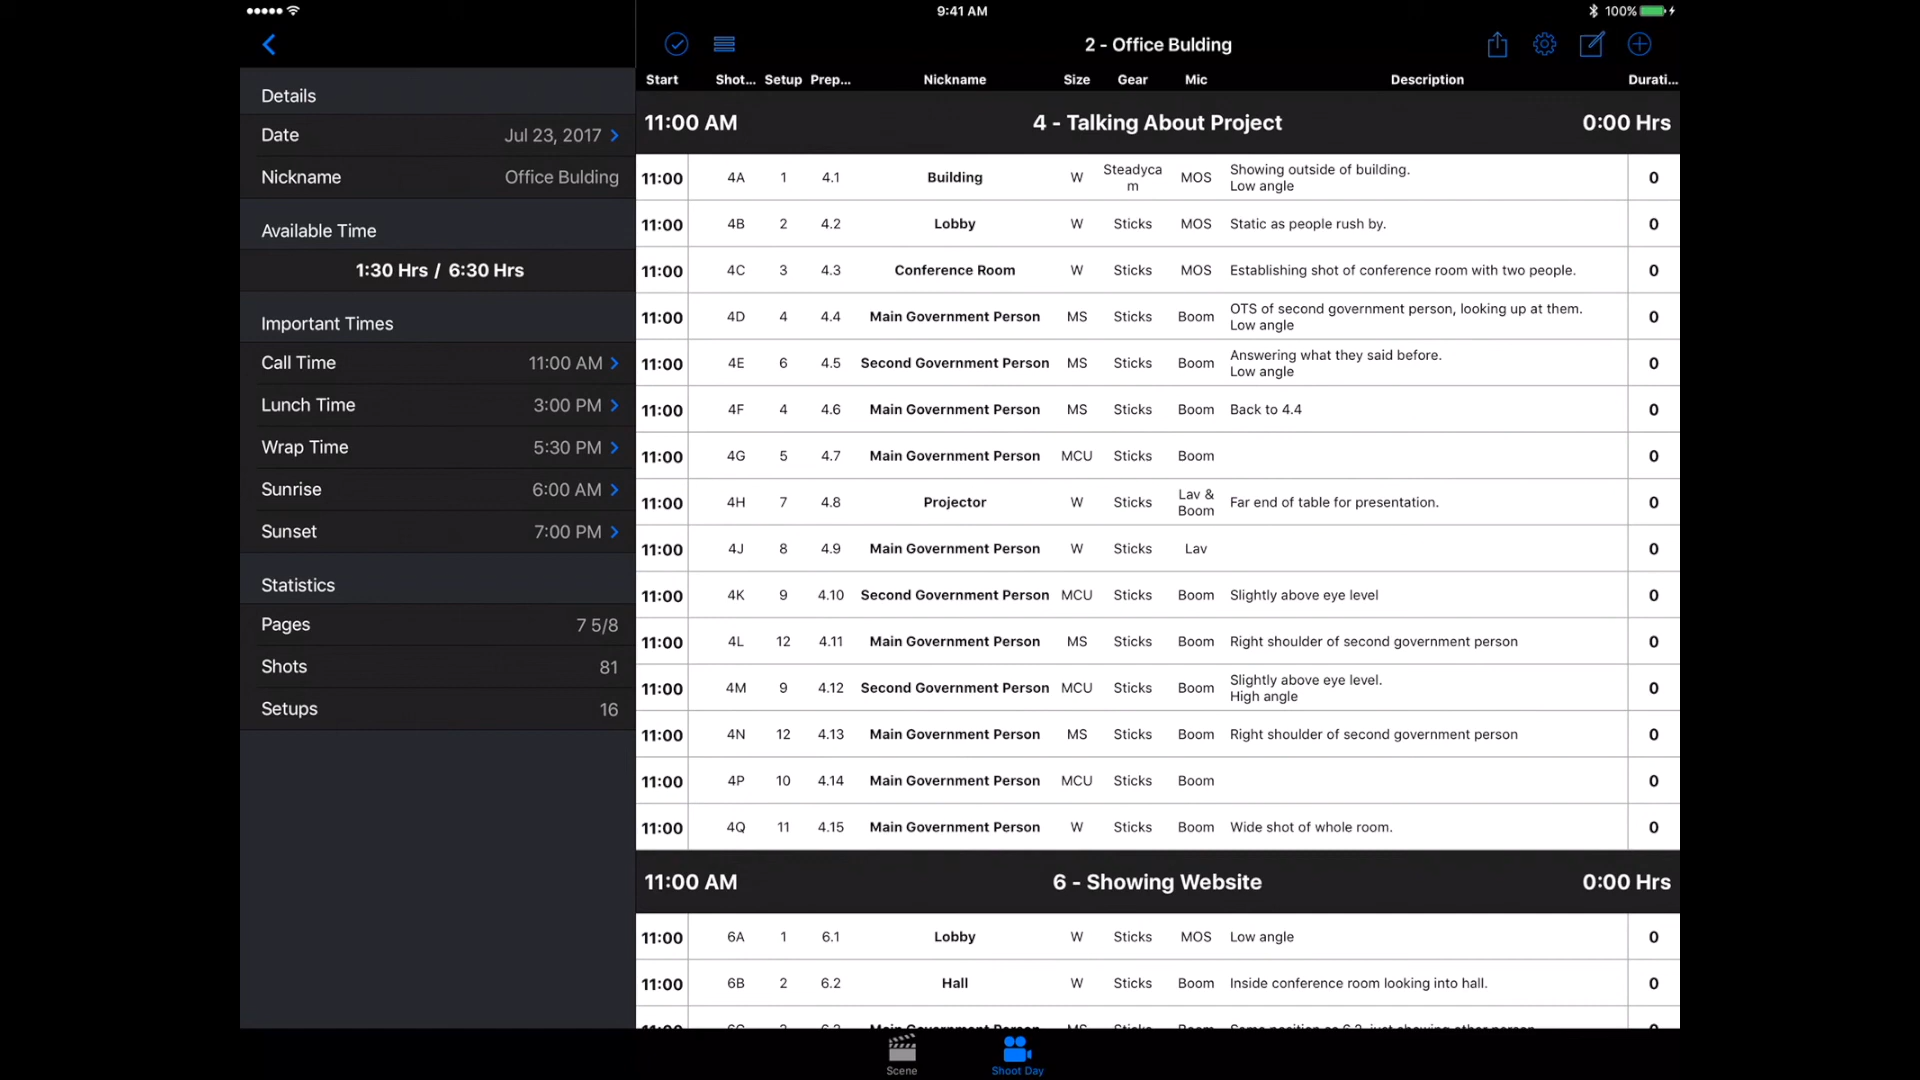 9:41 AM
100%
2 - Office Bulding
Start Shot... Setup Prep... Nickname Size Gear Mic Description Durati...
Details
Date Jul 23, 2017
Nickname Office Bulding
Available Time
1:30 Hrs / 6:30 Hrs
Important Times
Call Time 11:00 AM
Lunch Time 3:00 PM
Wrap Time 5:30 PM
Sunrise 6:00 AM
Sunset 7:00 PM
Statistics
Pages 7 5/8
Shots 81
Setups 16
11:00 AM 4 - Talking About Project 0:00 Hrs
11:00 4A 1 4.1 Building W Steadyca
m MOS Showing outside of building.
Low angle 0
11:00 4B 2 4.2 Lobby W Sticks MOS Static as people rush by. 0
11:00 4C 3 4.3 Conference Room W Sticks MOS Establishing shot of conference room with two people. 0
11:00 4D 4 4.4 Main Government Person MS Sticks Boom OTS of second government person, looking up at them.
Low angle 0
11:00 4E 6 4.5 Second Government Person MS Sticks Boom Answering what they said before.
Low angle 0
11:00 4F 4 4.6 Main Government Person MS Sticks Boom Back to 4.4 0
11:00 4G 5 4.7 Main Government Person MCU Sticks Boom 0
11:00 4H 7 4.8 Projector W Sticks Lav &
Boom Far end of table for presentation. 0
11:00 4J 8 4.9 Main Government Person W Sticks Lav 0
11:00 4K 9 4.10 Second Government Person MCU Sticks Boom Slightly above eye level 0
11:00 4L 12 4.11 Main Government Person MS Sticks Boom Right shoulder of second government person 0
11:00 4M 9 4.12 Second Government Person MCU Sticks Boom Slightly above eye level.
High angle 0
11:00 4N 12 4.13 Main Government Person MS Sticks Boom Right shoulder of second government person 0
11:00 4P 10 4.14 Main Government Person MCU Sticks Boom 0
11:00 4Q 11 4.15 Main Government Person W Sticks Boom Wide shot of whole room. 0
11:00 AM 6 - Showing Website 0:00 Hrs
11:00 6A 1 6.1 Lobby W Sticks MOS Low angle 0
11:00 6B 2 6.2 Hall W Sticks Boom Inside conference room looking into hall. 0
Scene
Shoot Day